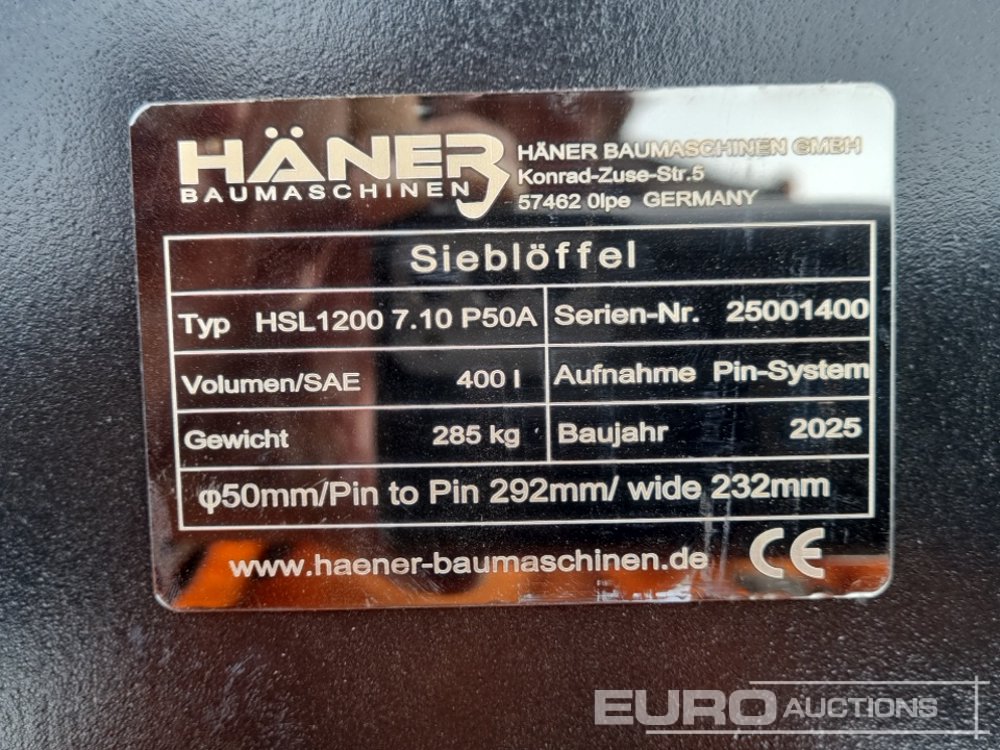 HÄNER
BAUMASCHINEN
HÄNER BAUMASCHINEN GMBH
Konrad-Zuse-Str.5
57462 Olpe GERMANY
Sieblöffel
Typ HSL1200 7.10 P50A
Serien-Nr. 25001400
Volumen/SAE 400 l
Aufnahme Pin-System
Gewicht 285 kg
Baujahr 2025
φ50mm/Pin to Pin 292mm/ wide 232mm
www.haener-baumaschinen.de CE
EURO AUCTIONS